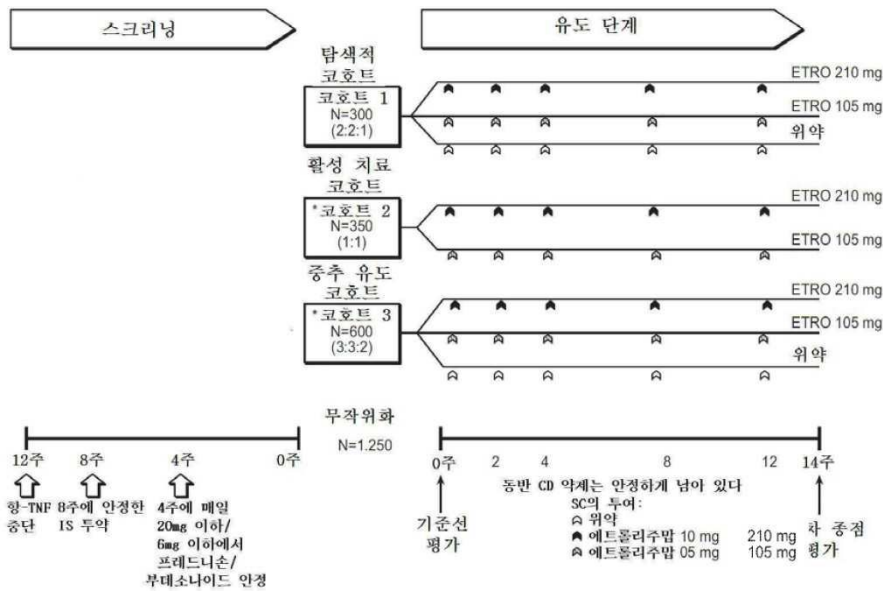 스크리닝
유도 단계
탐색적
코호트
코호트 1
N=300
(2:2:1)
ETRO 210 mg
ETRO 105 mg
위약
활성 치료
코호트
*코호트 2
N=350
(1:1)
ETRO 210 mg
ETRO 105 mg
중추 유도
코호트
*코호트 3
N=600
(3:3:2)
ETRO 210 mg
ETRO 105 mg
위약
무작위화
N=1.250
12주 8주 4주 0주
0주 2 4 8 12 14주
항-TNF
중단
8주에 안정한
IS 투약
4주에 매일
20mg 이하/
6mg 이하에서
프레드니손/
부데소나이드 안정
기준선
평가
동반 CD 약제는 안정하게 남아 있다
SC의 투여:
위약
에트롤리주맙 10 mg 210 mg
에트롤리주맙 05 mg 105 mg
차 종점
평가